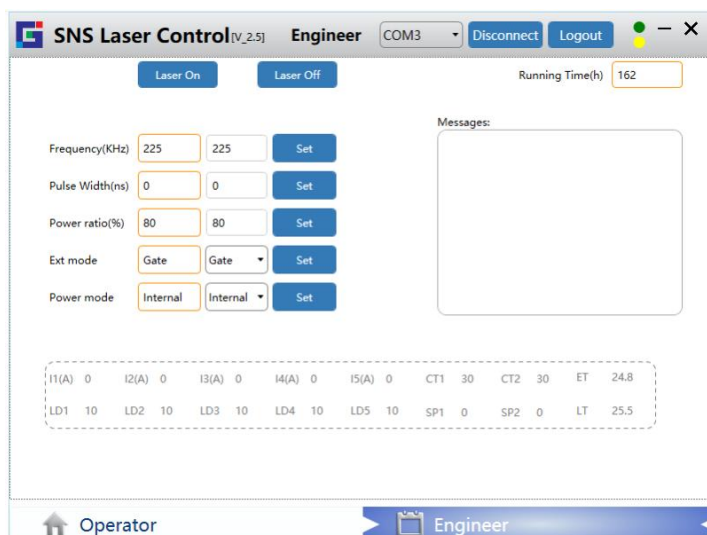 SNS Laser Control[V_2.5] Engineer COM3 Disconnect Logout
Laser On Laser Off Running Time(h) 162
Messages:
Frequency(KHz) 225 225 Set
Pulse Width(ns) 0 0 Set
Power ratio(%) 80 80 Set
Ext mode Gate Gate Set
Power mode Internal Internal Set
I1(A) 0 I2(A) 0 I3(A) 0 I4(A) 0 I5(A) 0 CT1 30 CT2 30 ET 24.8
LD1 10 LD2 10 LD3 10 LD4 10 LD5 10 SP1 0 SP2 0 LT 25.5
Operator Engineer